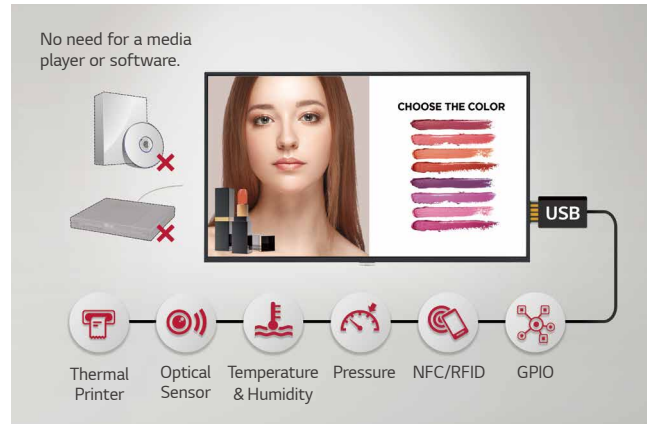 No need for a media
player or software.
CHOOSE THE COLOR
USB
Thermal
Printer
Optical
Sensor
Temperature
& Humidity
Pressure
NFC/RFID
GPIO